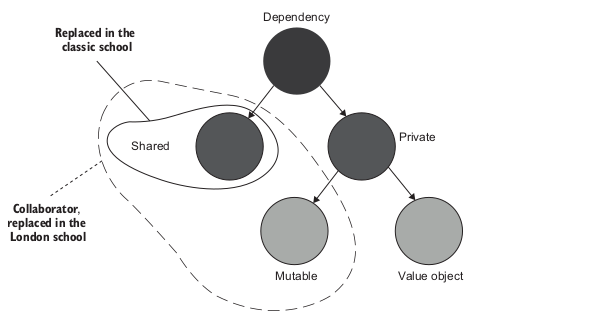 Dependency
Replaced in the
classic school
Shared
Private
Collaborator,
replaced in the
London school
Mutable
Value object